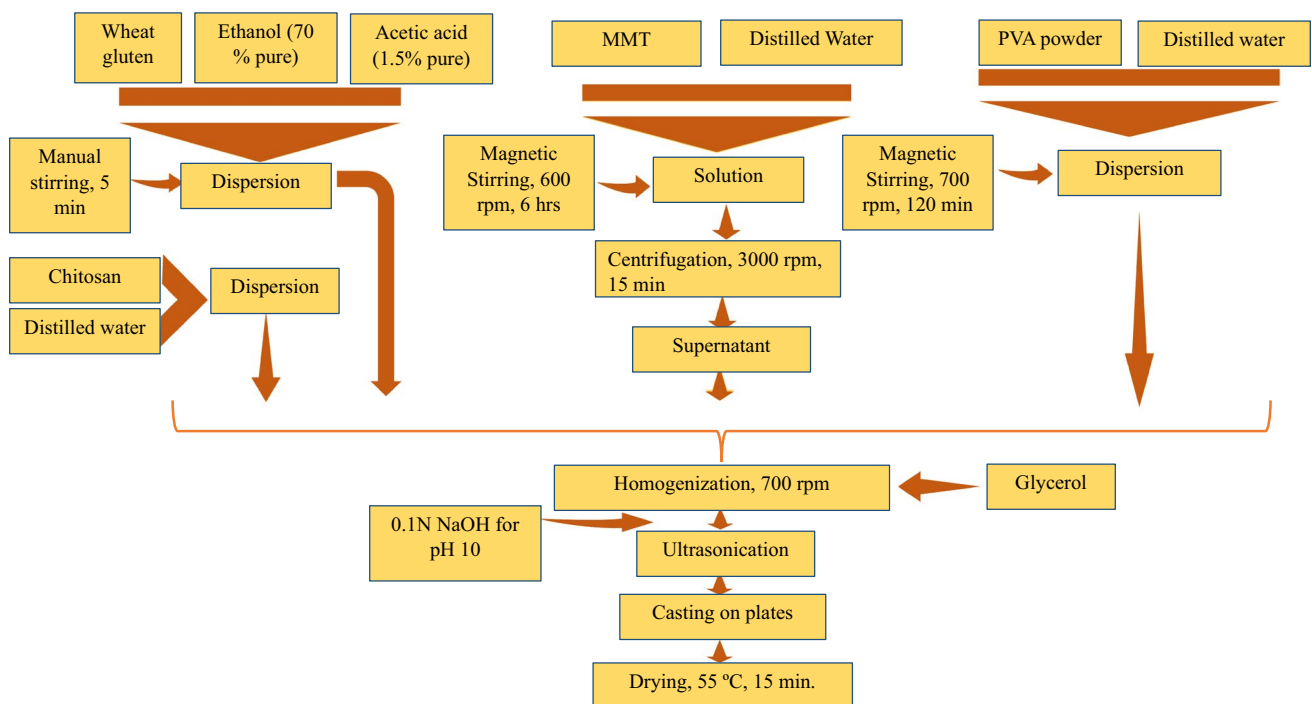 Wheat
gluten
Ethanol (70
% pure)
Acetic acid
(1.5% pure)
MMT
Distilled Water
PVA powder
Distilled water
Manual
stirring, 5
min
Dispersion
Magnetic
Stirring, 600
rpm, 6 hrs
Solution
Magnetic
Stirring, 700
rpm, 120 min
Dispersion
Centrifugation, 3000 rpm,
15 min
Chitosan
Distilled water
Dispersion
Supernatant
Homogenization, 700 rpm
Glycerol
0.1N NaOH for
pH 10
Ultrasonication
Casting on plates
Drying, 55 ºC, 15 min.